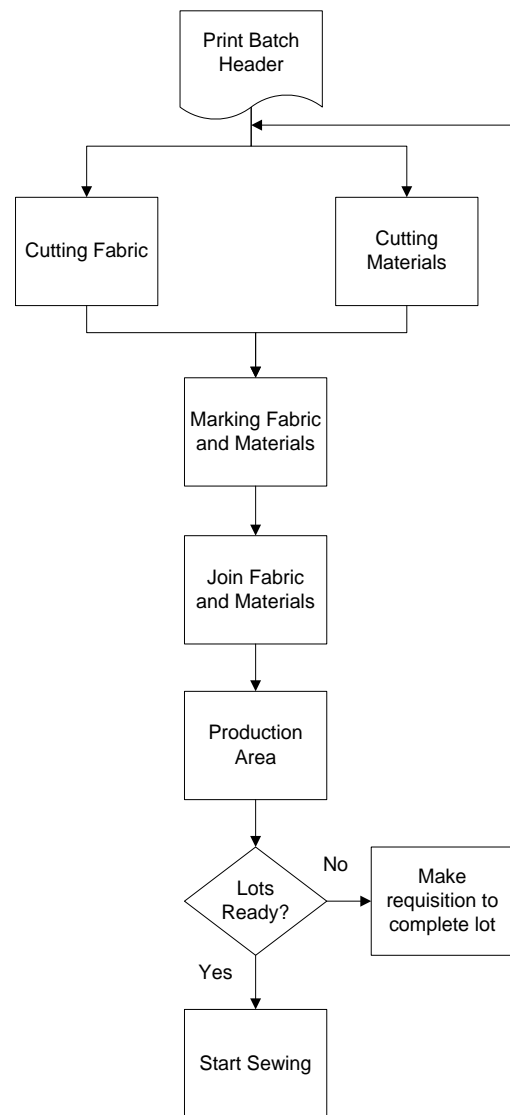 Print Batch
Header
Cutting Fabric
Cutting
Materials
Marking Fabric
and Materials
Join Fabric
and Materials
Production
Area
Lots
Ready?
No
Make
requisition to
complete lot
Yes
Start Sewing